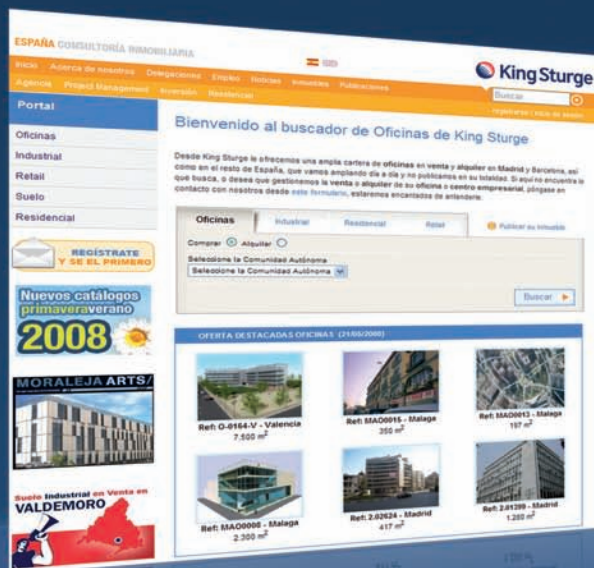 ESPAÑA CONSULTORÍA INMOBILIARIA
King Sturge
Inicio Acerca de nosotros Delegaciones Empleo Noticias Inmuebles Publicaciones
Buscar
Agencia Project Management Inversión Residencial
Portal
Oficinas
Industrial
Retail
Suelo
Residencial
REGÍSTRATE
Y SE EL PRIMERO
Nuevos catálogos
primaveraverano
2008
MORALEJA ARTS/
Suelo Industrial en Venta en
VALDEMORO
Bienvenido al buscador de Oficinas de King Sturge
Desde King Sturge le ofrecemos una amplia cartera de oficinas en venta y alquiler en Madrid y Barcelona, así
como en el resto de España, que vamos ampliando día a día y no publicamos en su totalidad. Si aquí no encuentra lo
que busca, o desea que gestionemos la venta o alquiler de su oficina o centro empresarial, póngase en
contacto con nosotros desde este formulario, estaremos encantados de atenderle.
Oficinas Industrial Residencial Retail Publicar su inmueble
Comprar Alquilar
Seleccione la Comunidad Autónoma
Seleccione la Comunidad Autónoma
Buscar
OFERTA DESTACADAS OFICINAS (21/05/2008)
Ref: O-0164-V - Valencia
7.500 m²
Ref: MAO0015 - Malaga
350 m²
Ref: MAO0013 - Malaga
197 m²
Ref: MAO0008 - Malaga
2.300 m²
Ref: 2.02624 - Madrid
417 m²
Ref: 2.01399 - Madrid
1.280 m²